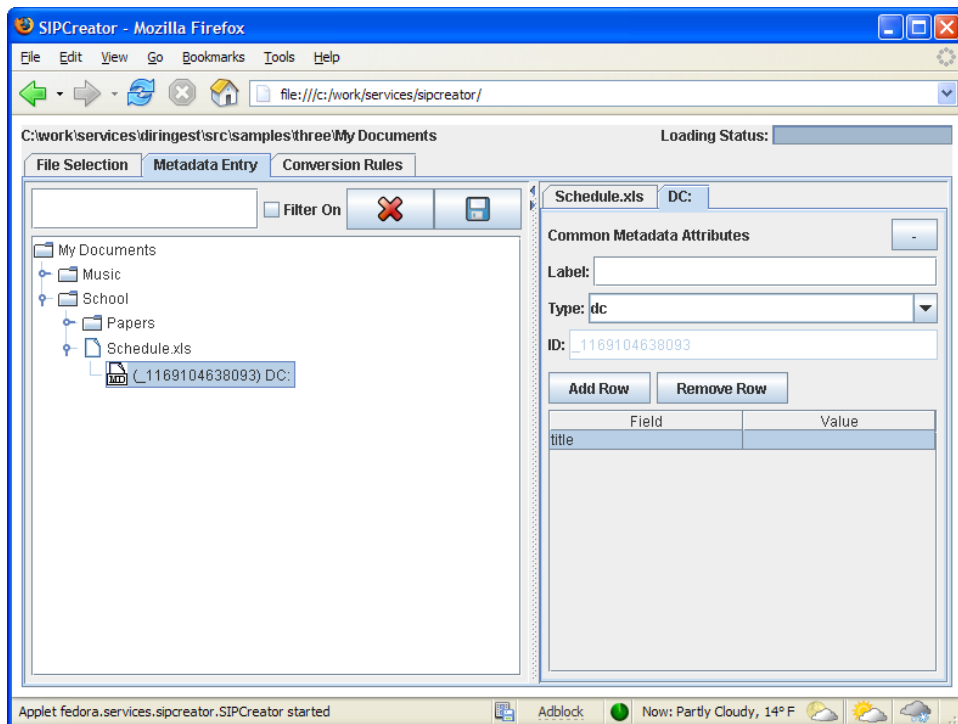 SIPCreator - Mozilla Firefox
File Edit View Go Bookmarks Tools Help
file:///c:/work/services/sipcreator/
C:\work\services\diringest\src\samples\three\My Documents Loading Status:
File Selection Metadata Entry Conversion Rules
Filter On
My Documents
Music
School
Papers
Schedule.xls
MD (_1169104638093) DC:
Schedule.xls DC:
Common Metadata Attributes -
Label:
Type: dc
ID: _1169104638093
Add Row Remove Row
Field Value
title
Applet fedora.services.sipcreator.SIPCreator started Adblock Now: Partly Cloudy, 14° F